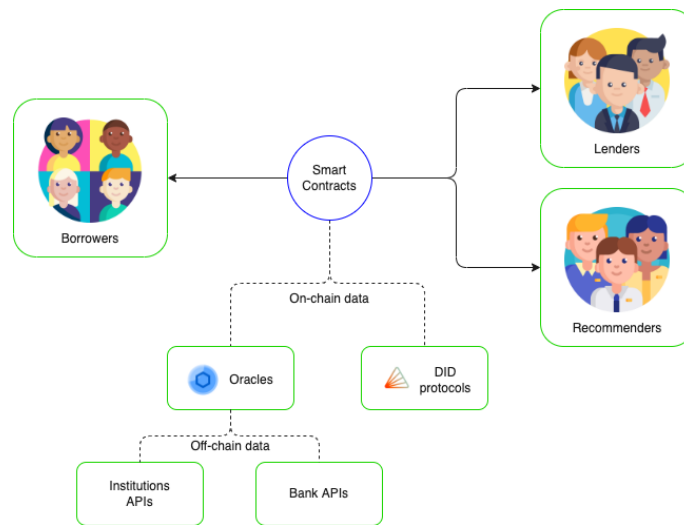 Lenders
Smart
Contracts
Borrowers
Recommenders
On-chain data
Oracles
DID
protocols
Off-chain data
Institutions
APIs
Bank APIs